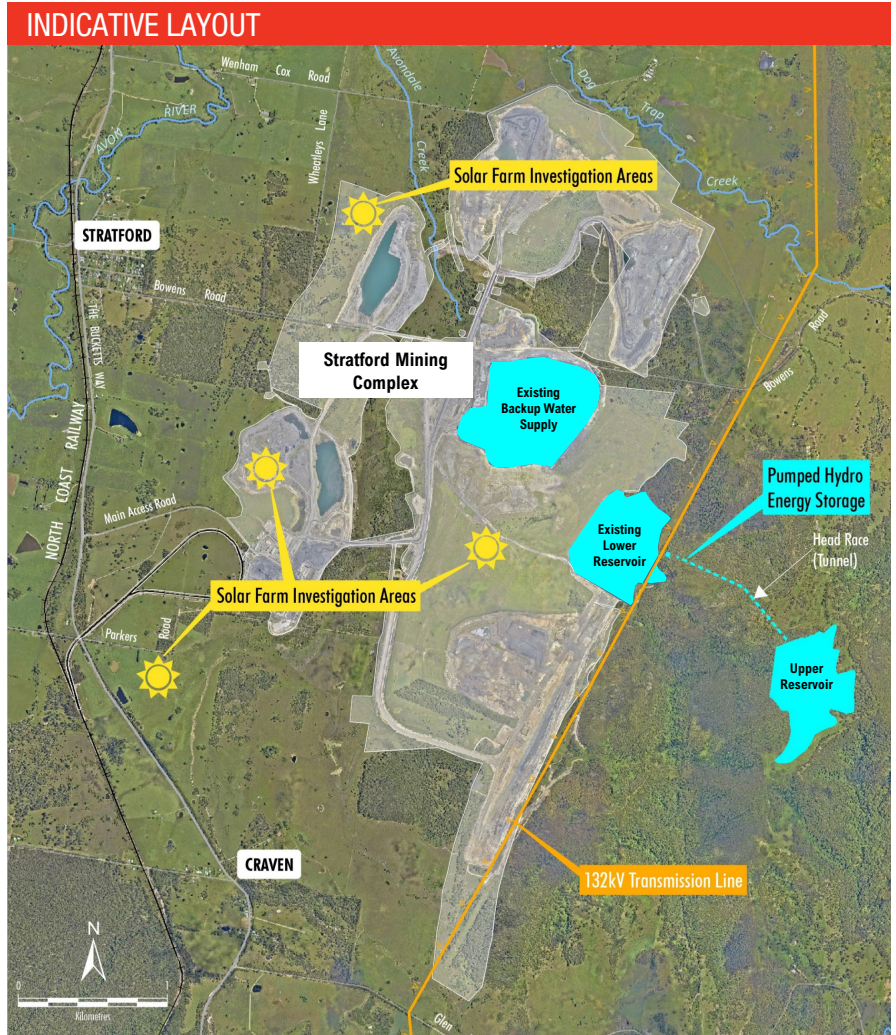 INDICATIVE LAYOUT
Wenham Cox Road
Avondale
Creek
Dog
Trap
Creek
AVON
RIVER
Wheatleys Lane
Solar Farm Investigation Areas
STRATFORD
Bowens Road
THE BUCKETTS WAY
NORTH COAST RAILWAY
Stratford Mining
Complex
Existing
Backup Water
Supply
Bowens
Road
Pumped Hydro
Energy Storage
Main Access Road
Existing
Lower
Reservoir
Head Race
(Tunnel)
Solar Farm Investigation Areas
Parkers
Road
Upper
Reservoir
CRAVEN
132kV Transmission Line
N
0
1
Kilometres
Glen